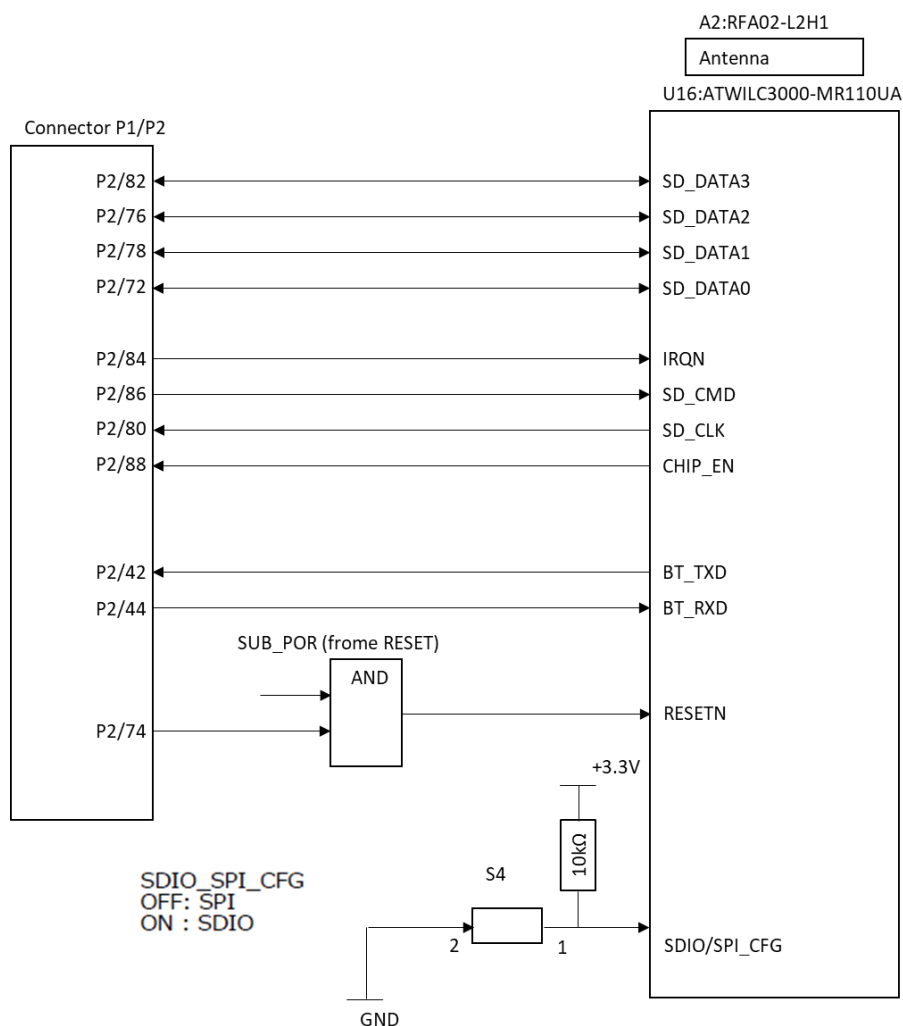 A2:RFA02-L2H1
Antenna
U16:ATWILC3000-MR110UA
Connector P1/P2
P2/82 SD_DATA3
P2/76 SD_DATA2
P2/78 SD_DATA1
P2/72 SD_DATA0
P2/84 IRQN
P2/86 SD_CMD
P2/80 SD_CLK
P2/88 CHIP_EN
P2/42 BT_TXD
P2/44 BT_RXD
SUB_POR (frome RESET)
AND
RESETN
P2/74
+3.3V
10kΩ
S4
SDIO_SPI_CFG
OFF: SPI
ON : SDIO
2 1
SDIO/SPI_CFG
GND